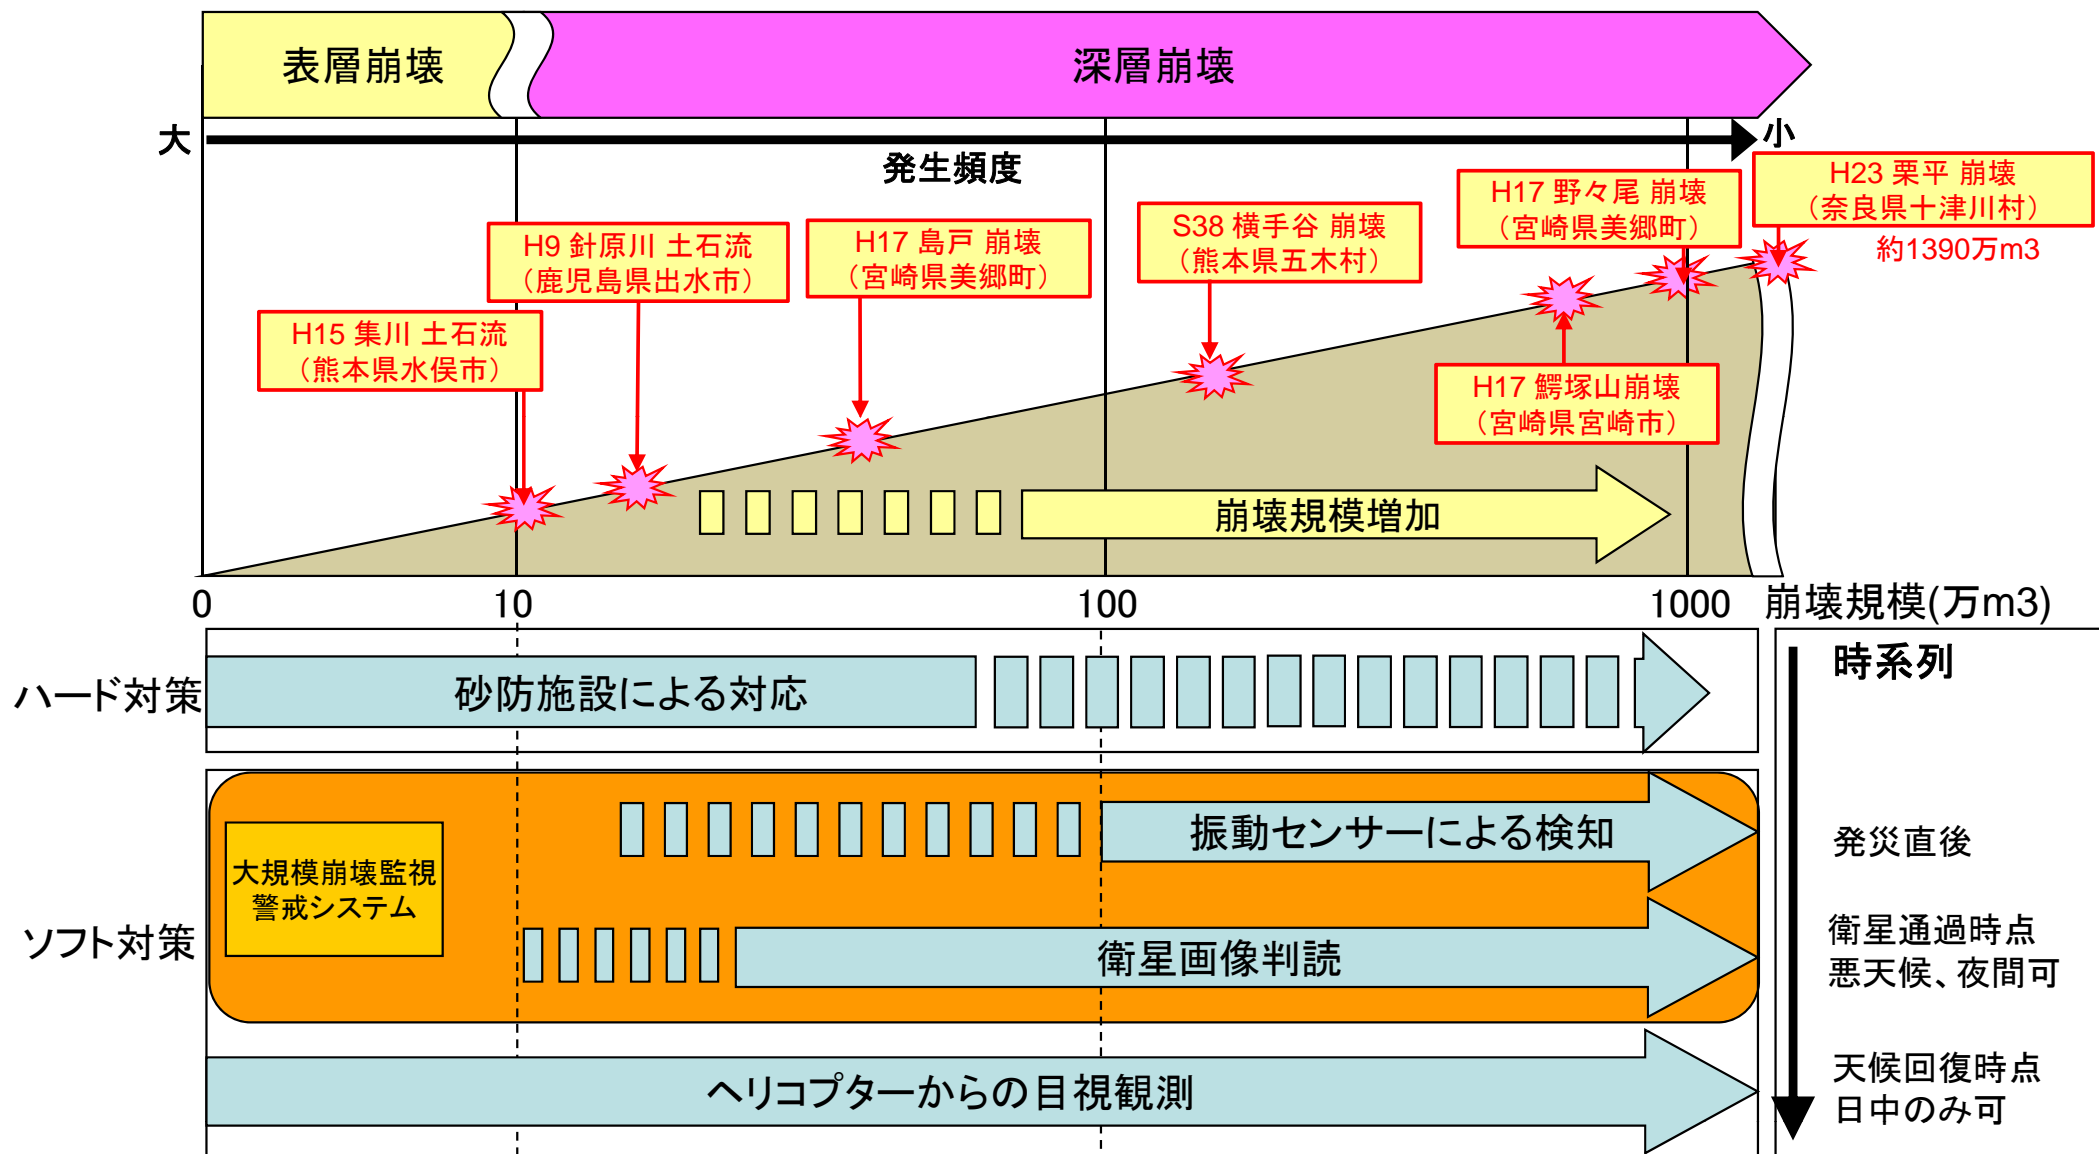 表層崩壊
深層崩壊
大
小
発生頻度
H15 集川 土石流
（熊本県水俣市）
H9 針原川 土石流
（鹿児島県出水市）
H17 島戸 崩壊
（宮崎県美郷町）
S38 横手谷 崩壊
（熊本県五木村）
H17 野々尾 崩壊
（宮崎県美郷町）
H23 栗平 崩壊
（奈良県十津川村）
約1390万m3
H17 鰐塚山崩壊
（宮崎県宮崎市）
崩壊規模増加
0
10
100
1000
崩壊規模(万m3)
ハード対策
砂防施設による対応
時系列
ソフト対策
大規模崩壊監視
警戒システム
振動センサーによる検知
発災直後
衛星画像判読
衛星通過時点
悪天候、夜間可
ヘリコプターからの目視観測
天候回復時点
日中のみ可